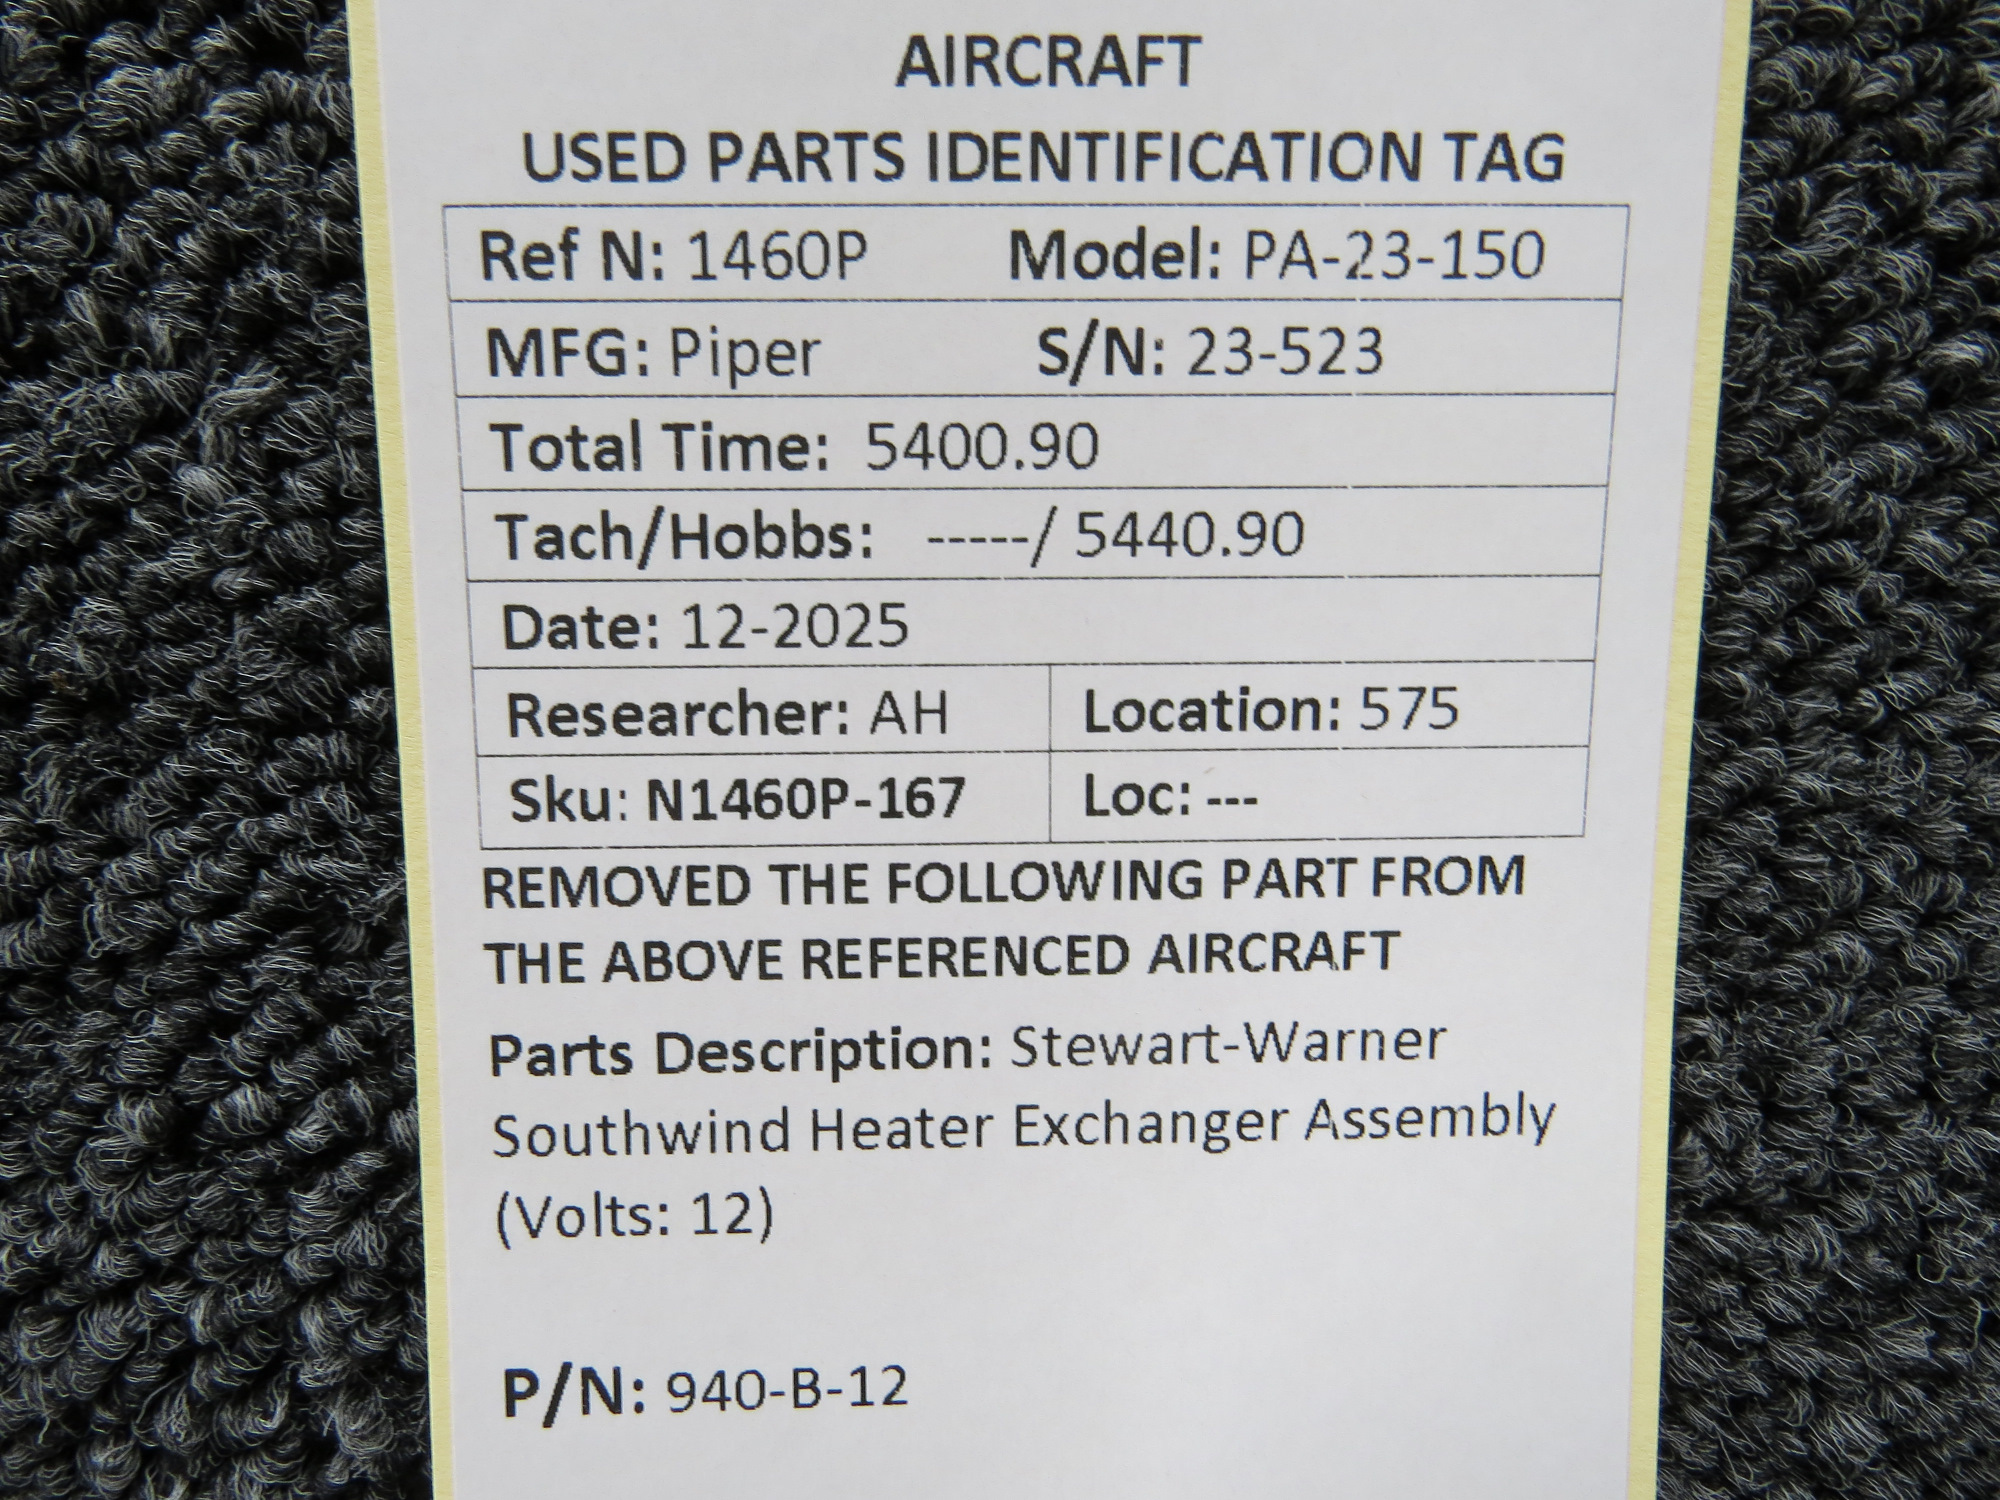 AIRCRAFT
USED PARTS IDENTIFICATION TAG
Ref N: 1460P Model: PA-23-150
MFG: Piper S/N: 23-523
Total Time: 5400.90
Tach/Hobbs: -----/ 5440.90
Date: 12-2025
Researcher: AH Location: 575
Sku: N1460P-167 Loc: ---
REMOVED THE FOLLOWING PART FROM
THE ABOVE REFERENCED AIRCRAFT
Parts Description: Stewart-Warner
Southwind Heater Exchanger Assembly
(Volts: 12)
P/N: 940-B-12